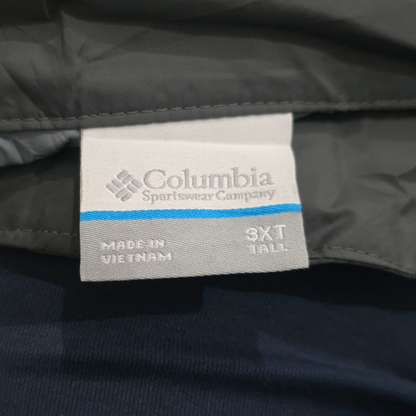 Columbia
Sportswear Company
MADE IN
VIETNAM
3XT
TALL